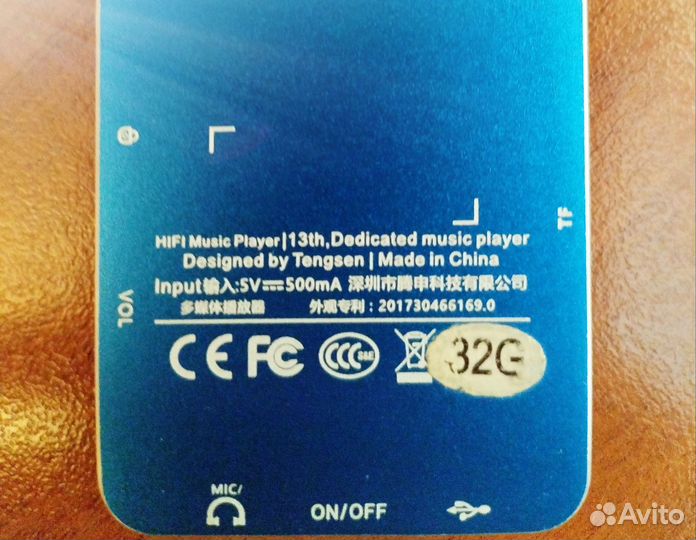 TF
HIFI Music Player|13th,Dedicated music player
Designed by Tengsen | Made in China
Input输入:5V⎓500mA 深圳市腾申科技有限公司
多媒体播放器 外观专利：201730466169.0
VOL
CE FC CCC S&E 32G
MIC/
ON/OFF
Avito